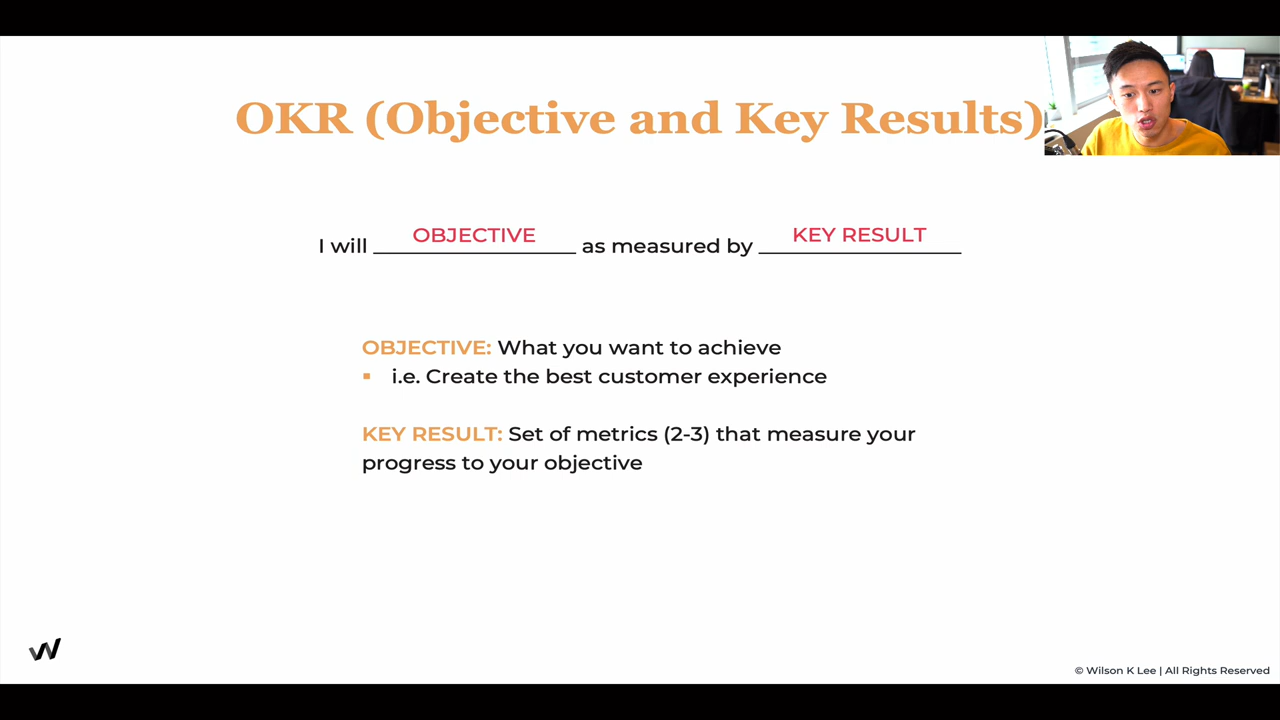 OKR (Objective and Key Results)
I will OBJECTIVE as measured by KEY RESULT
OBJECTIVE: What you want to achieve
▪ i.e. Create the best customer experience
KEY RESULT: Set of metrics (2-3) that measure your
progress to your objective
W
© Wilson K Lee | All Rights Reserved